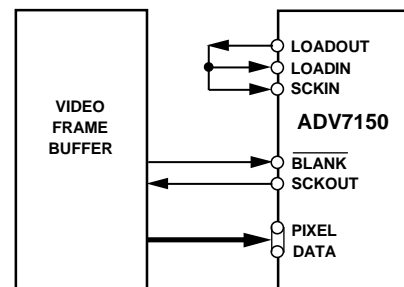 VIDEO
FRAME
BUFFER
LOADOUT
LOADIN
SCKIN
ADV7150
BLANK
SCKOUT
PIXEL
DATA